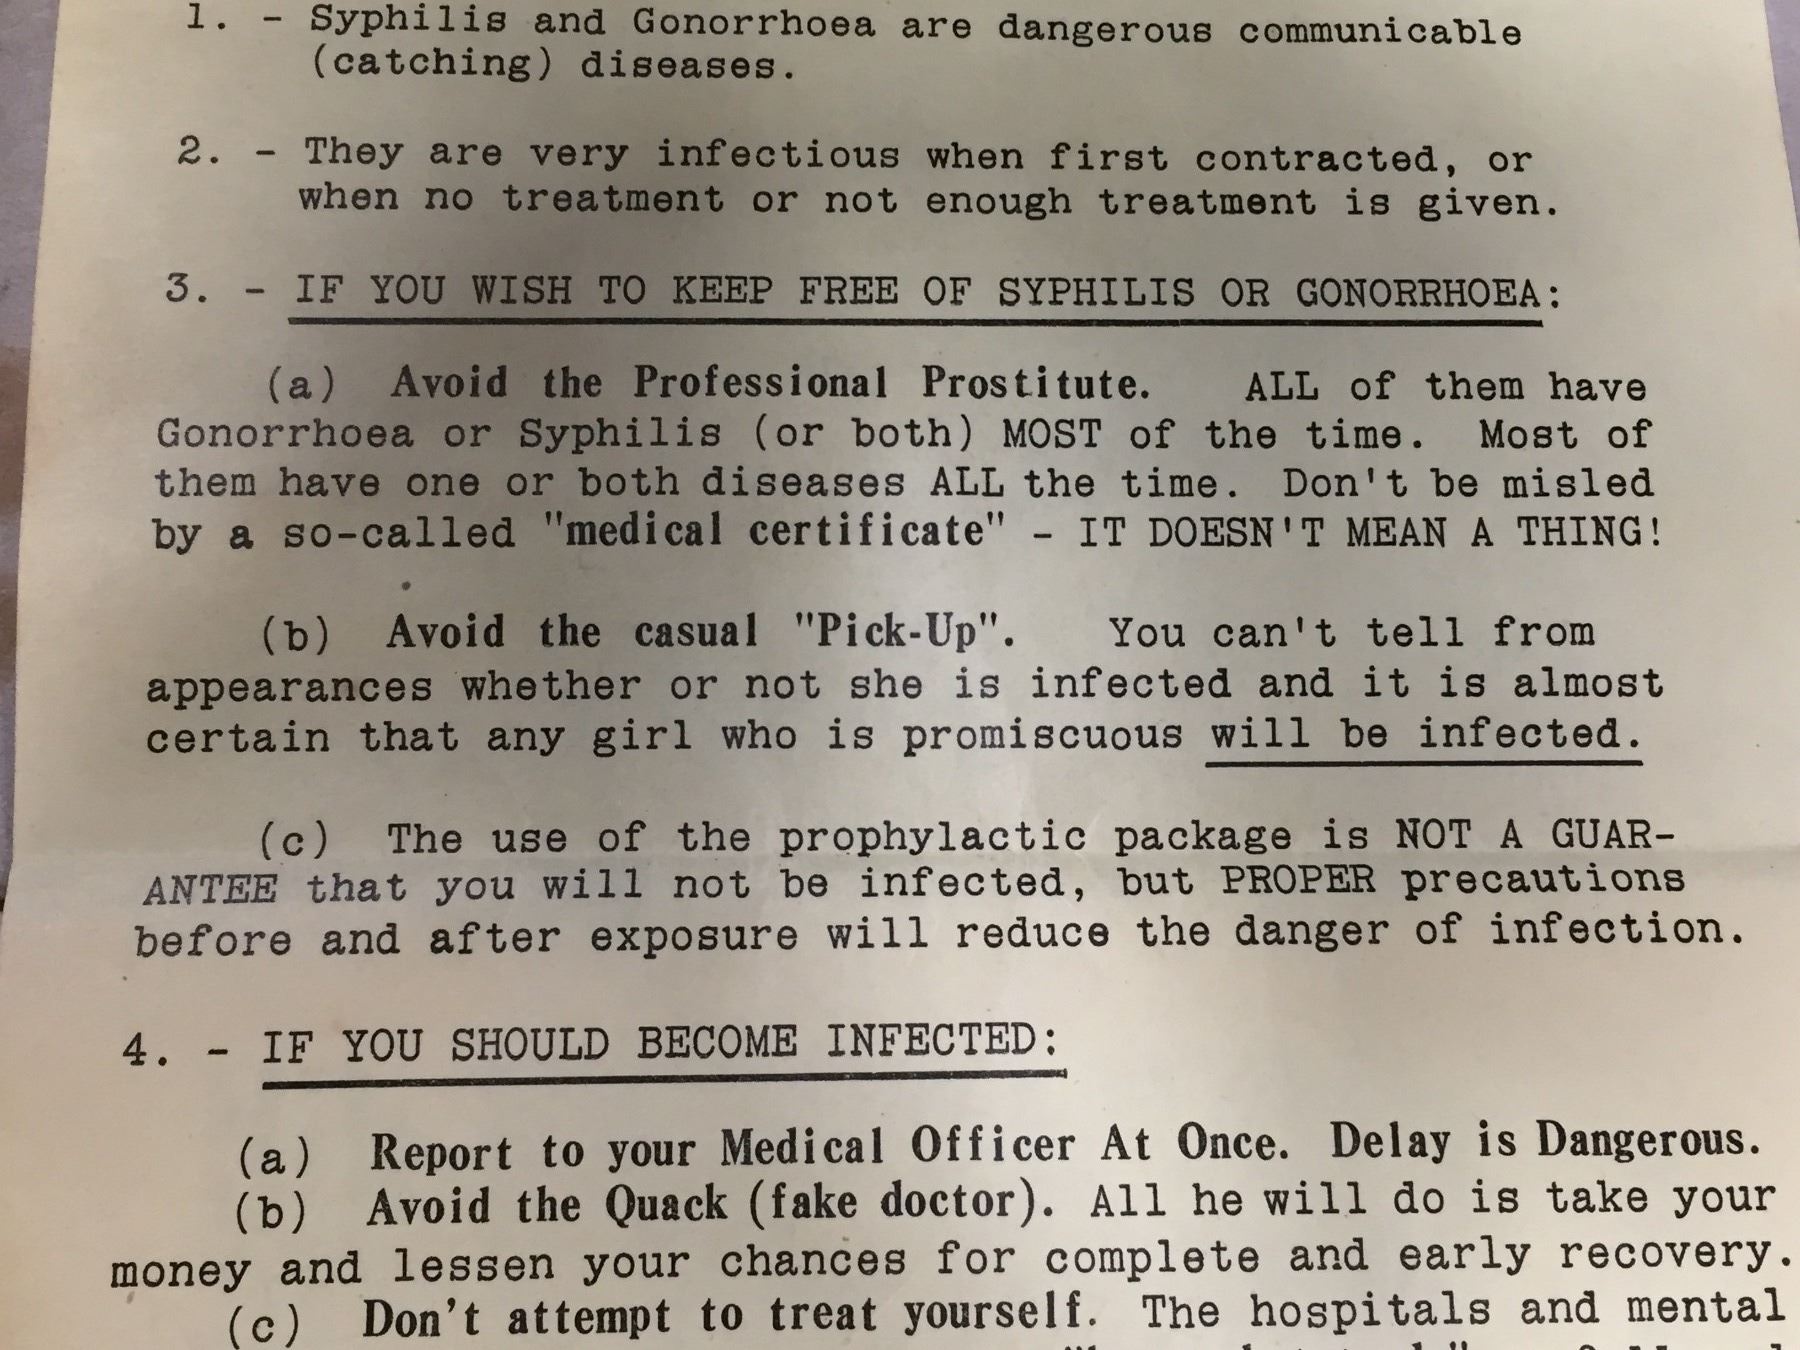 1. - Syphilis and Gonorrhoea are dangerous communicable
(catching) diseases.
2. - They are very infectious when first contracted, or
when no treatment or not enough treatment is given.
3. - IF YOU WISH TO KEEP FREE OF SYPHILIS OR GONORRHOEA:
(a) Avoid the Professional Prostitute. ALL of them have
Gonorrhoea or Syphilis (or both) MOST of the time. Most of
them have one or both diseases ALL the time. Don't be misled
by a so-called "medical certificate" - IT DOESN'T MEAN A THING!
(b) Avoid the casual "Pick-Up". You can't tell from
appearances whether or not she is infected and it is almost
certain that any girl who is promiscuous will be infected.
(c) The use of the prophylactic package is NOT A GUAR-
ANTEE that you will not be infected, but PROPER precautions
before and after exposure will reduce the danger of infection.
4. - IF YOU SHOULD BECOME INFECTED:
(a) Report to your Medical Officer At Once. Delay is Dangerous.
(b) Avoid the Quack (fake doctor). All he will do is take your
money and lessen your chances for complete and early recovery.
(c) Don't attempt to treat yourself. The hospitals and mental